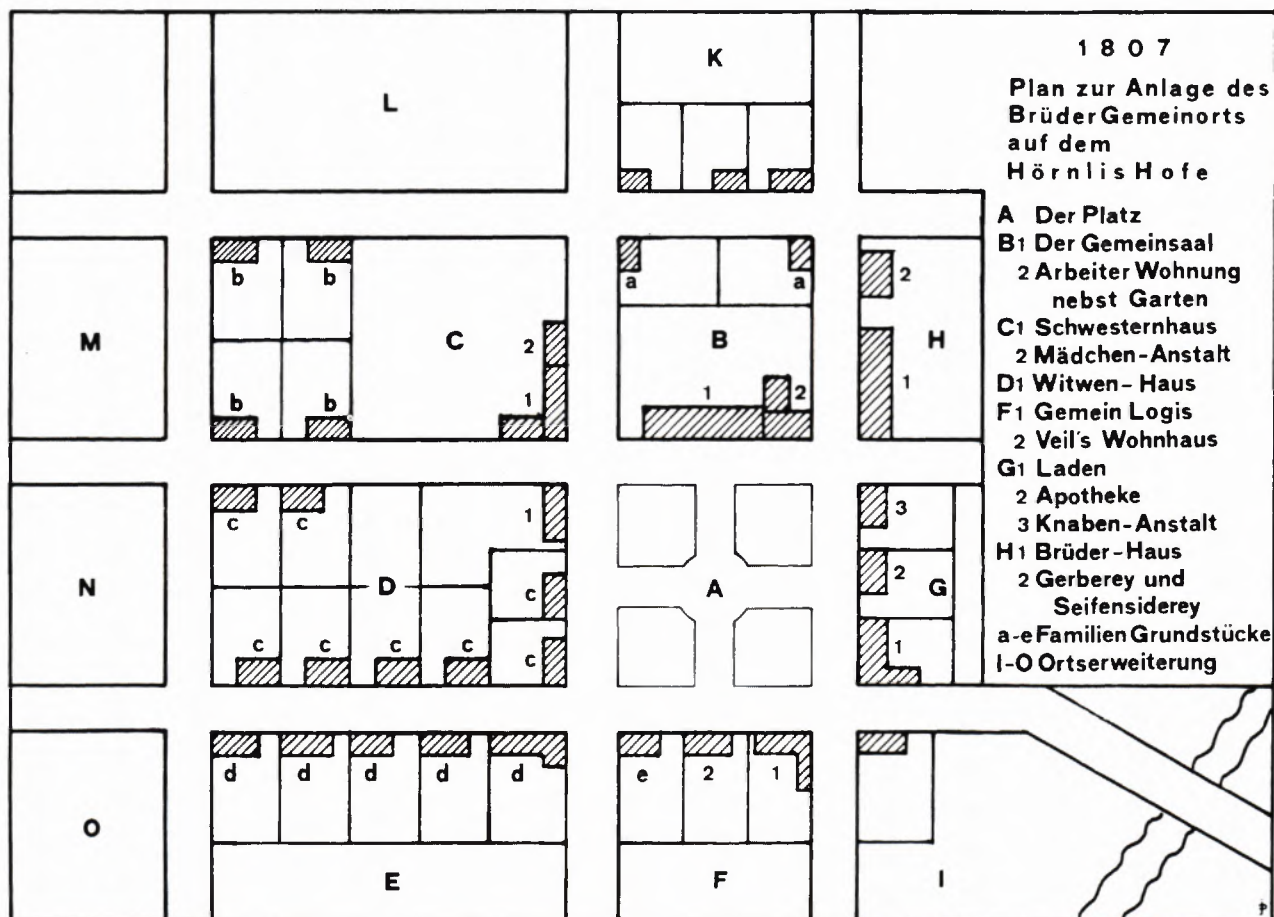 1807
Plan zur Anlage des
Brüder Gemeinorts
auf dem
Hörnlis Hofe
A Der Platz
B1 Der Gemeinsaal
2 Arbeiter Wohnung
nebst Garten
C1 Schwesternhaus
2 Mädchen-Anstalt
D1 Witwen-Haus
F1 Gemein Logis
2 Veil's Wohnhaus
G1 Laden
2 Apotheke
3 Knaben-Anstalt
H1 Brüder-Haus
2 Gerberey und
Seifensiderey
a-e Familien Grundstücke
I-O Ortserweiterung
K
L
b b
a a
2
M C 2 B H
1 1 2 1
b b
c c 1 3
N D c A 2 G
c c c c c 1
d d d d d e 2 1
O
E F I